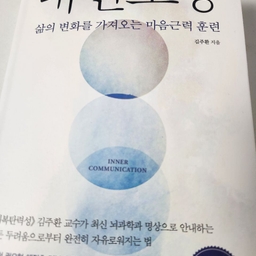 삶의 변화를 가져오는 마음근력 훈련
김주환 지음
INNER
COMMUNICATION
회복탄력성》 김주환 교수가 최신 뇌과학과 명상으로 안내하는
두려움으로부터 완전히 자유로워지는 법